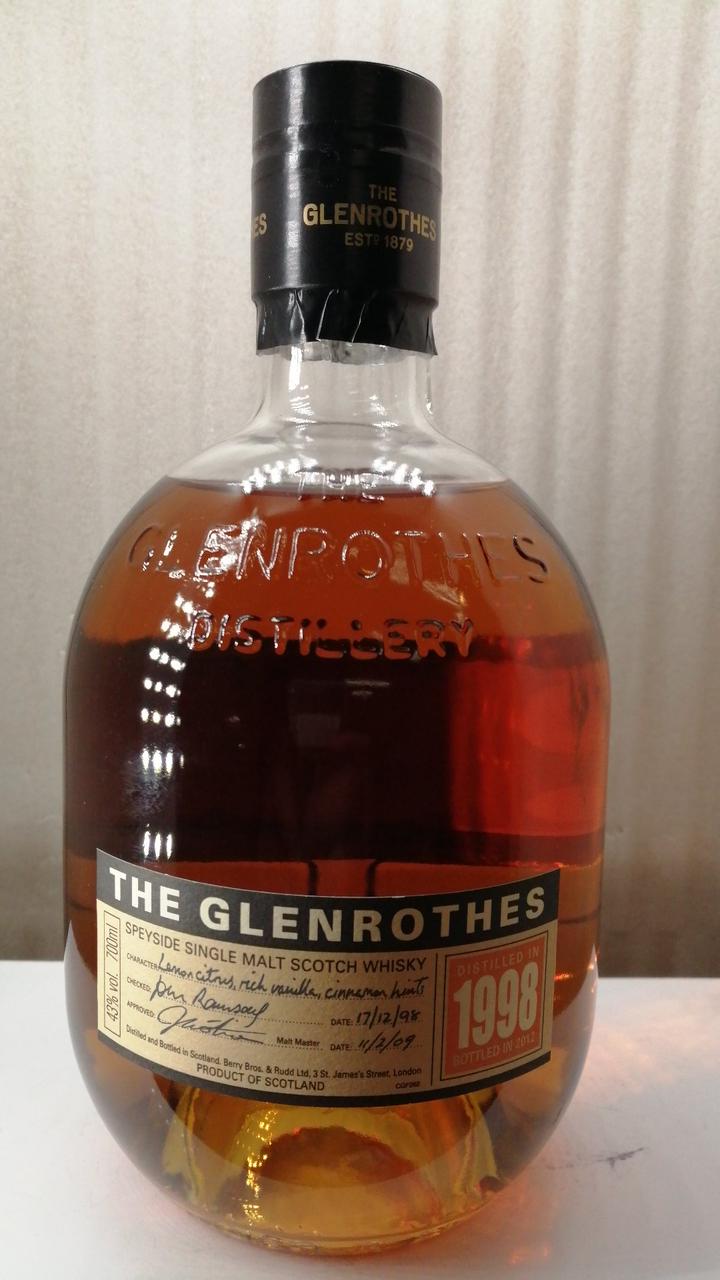 THE
GLENROTHES
ESTD 1879
ES
THE
GLENROTHES
DISTILLERY
THE GLENROTHES
SPEYSIDE SINGLE MALT SCOTCH WHISKY
43% vol. 700ml
CHARACTER: Lemon citrus, rich vanilla, cinnamon hints
CHECKED: John Ramsay DATE: 17/12/98
APPROVED: Malt Master DATE: 11/2/09
Distilled and Bottled in Scotland. Berry Bros. & Rudd Ltd, 3 St. James's Street, London
PRODUCT OF SCOTLAND
CGF262
DISTILLED IN
1998
BOTTLED IN 2012